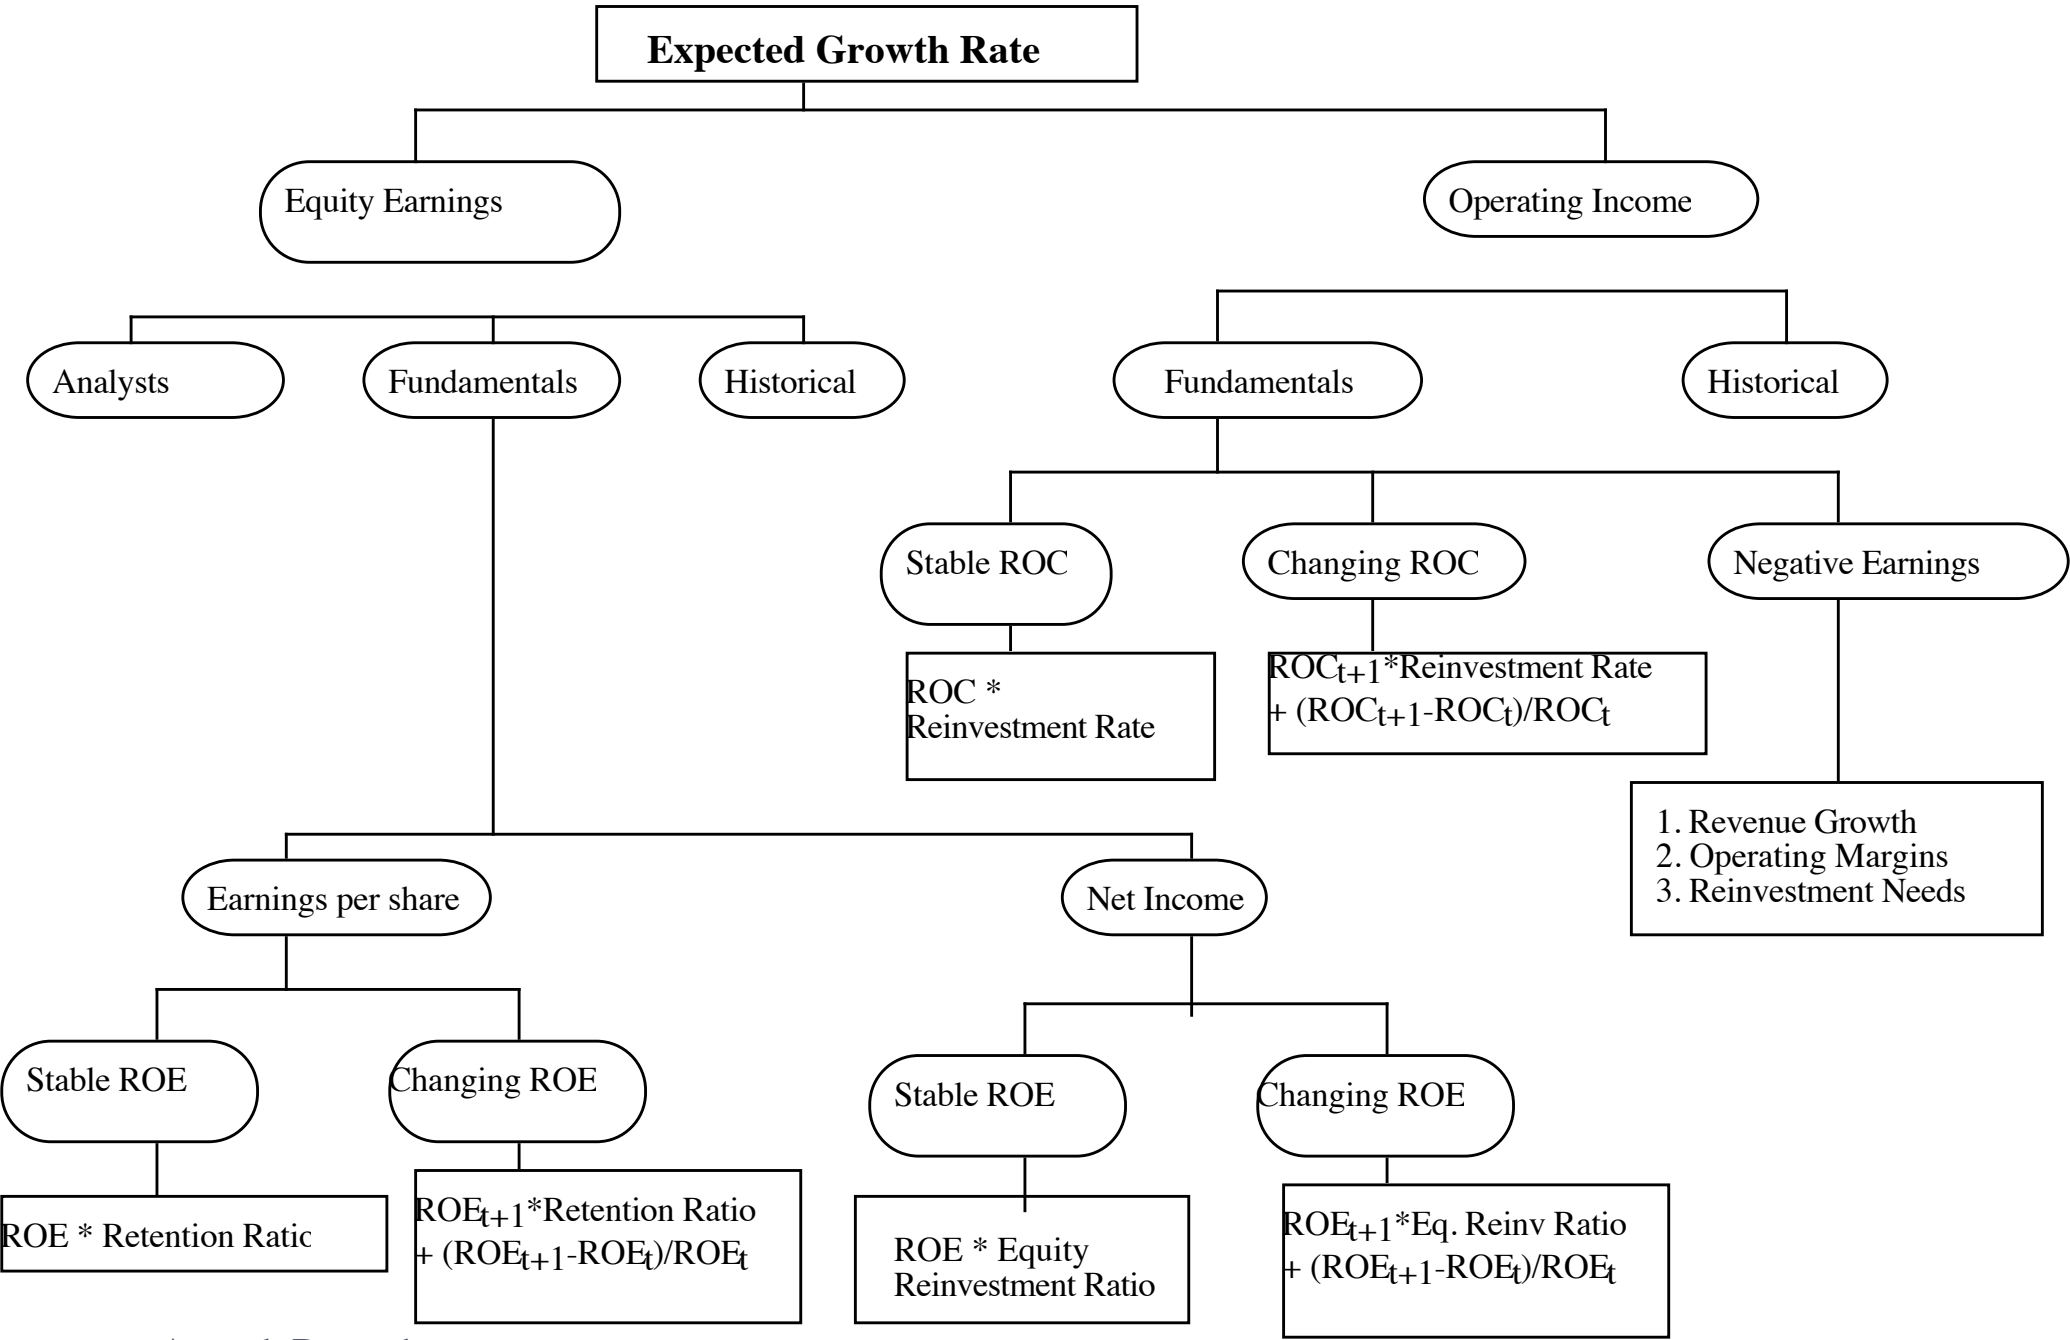 Expected Growth Rate
Equity Earnings
Operating Income
Analysts
Fundamentals
Historical
Fundamentals
Historical
Stable ROC
Changing ROC
Negative Earnings
ROC *
Reinvestment Rate
ROCt+1*Reinvestment Rate
+ (ROCt+1-ROCt)/ROCt
1. Revenue Growth
2. Operating Margins
3. Reinvestment Needs
Earnings per share
Net Income
Stable ROE
Changing ROE
Stable ROE
Changing ROE
ROE * Retention Ratio
ROEt+1*Retention Ratio
+ (ROEt+1-ROEt)/ROEt
ROE * Equity
Reinvestment Ratio
ROEt+1*Eq. Reinv Ratio
+ (ROEt+1-ROEt)/ROEt